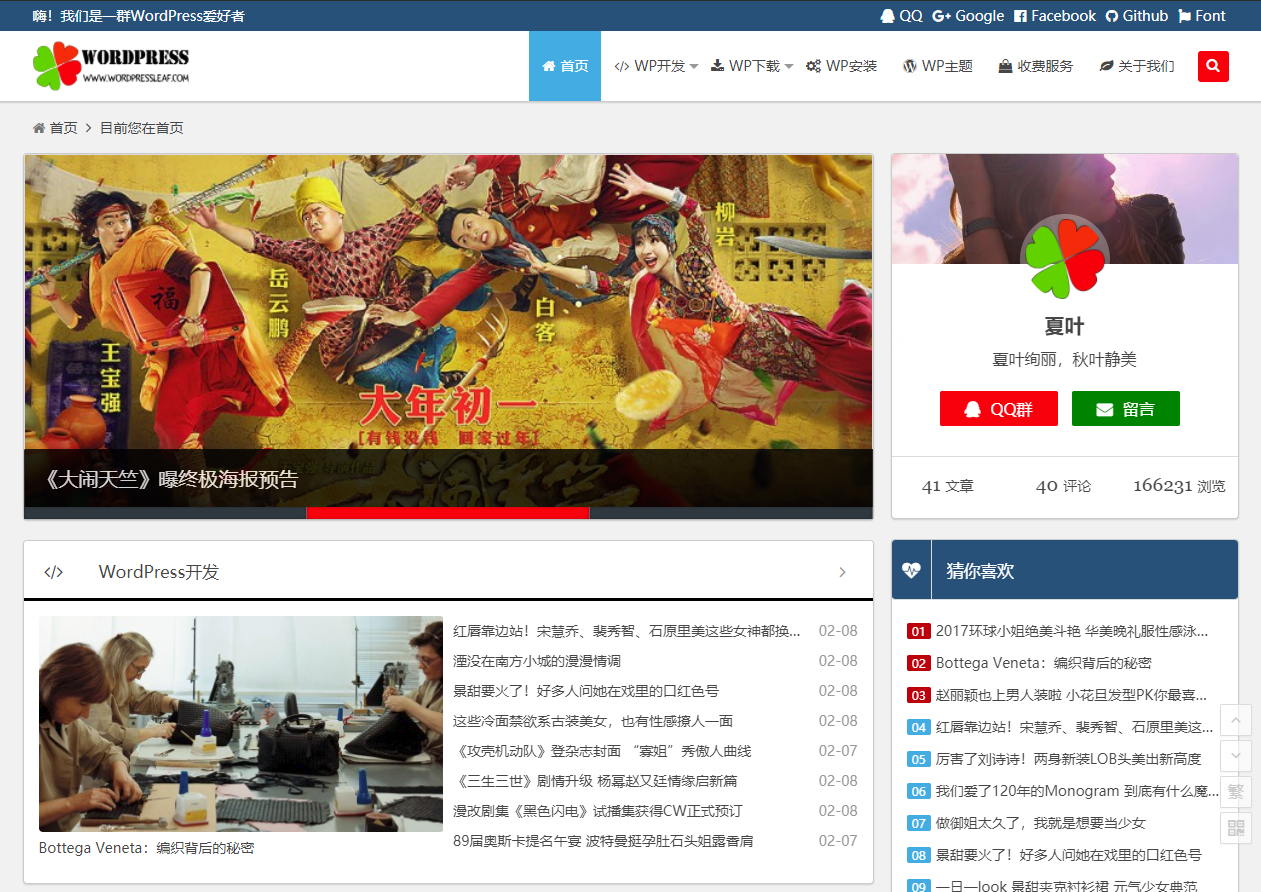 嗨！我们是一群WordPress爱好者
QQ Google Facebook Github Font
WORDPRESS
WWW.WORDPRESSLEAF.COM
首页 WP开发 WP下载 WP安装 WP主题 收费服务 关于我们
首页 > 目前您在首页
柳岩
岳云鹏
白客
王宝强
福
大年初一
[有钱没钱 回家过年]
《大闹天竺》曝终极海报预告
夏叶
夏叶绚丽，秋叶静美
QQ群 留言
41 文章 40 评论 166231 浏览
WordPress开发
红唇靠边站！宋慧乔、裴秀智、石原里美这些女神都换... 02-08
湮没在南方小城的漫漫情调 02-08
景甜要火了！好多人问她在戏里的口红色号 02-08
这些冷面禁欲系古装美女，也有性感撩人一面 02-08
《攻壳机动队》登杂志封面 “寡姐”秀傲人曲线 02-07
《三生三世》剧情升级 杨幂赵又廷情缘启新篇 02-08
漫改剧集《黑色闪电》试播集获得CW正式预订 02-08
89届奥斯卡提名午宴 波特曼挺孕肚石头姐露香肩 02-07
Bottega Veneta：编织背后的秘密
猜你喜欢
01 2017环球小姐绝美斗艳 华美晚礼服性感泳...
02 Bottega Veneta：编织背后的秘密
03 赵丽颖也上男人装啦 小花旦发型PK你最喜...
04 红唇靠边站！宋慧乔、裴秀智、石原里美这...
05 厉害了刘诗诗！两身新装LOB头美出新高度
06 我们爱了120年的Monogram 到底有什么魔...
07 做御姐太久了，我就是想要当少女
08 景甜要火了！好多人问她在戏里的口红色号
09 一日一look 景甜夹克衬衫裙 元气少女典范
繁